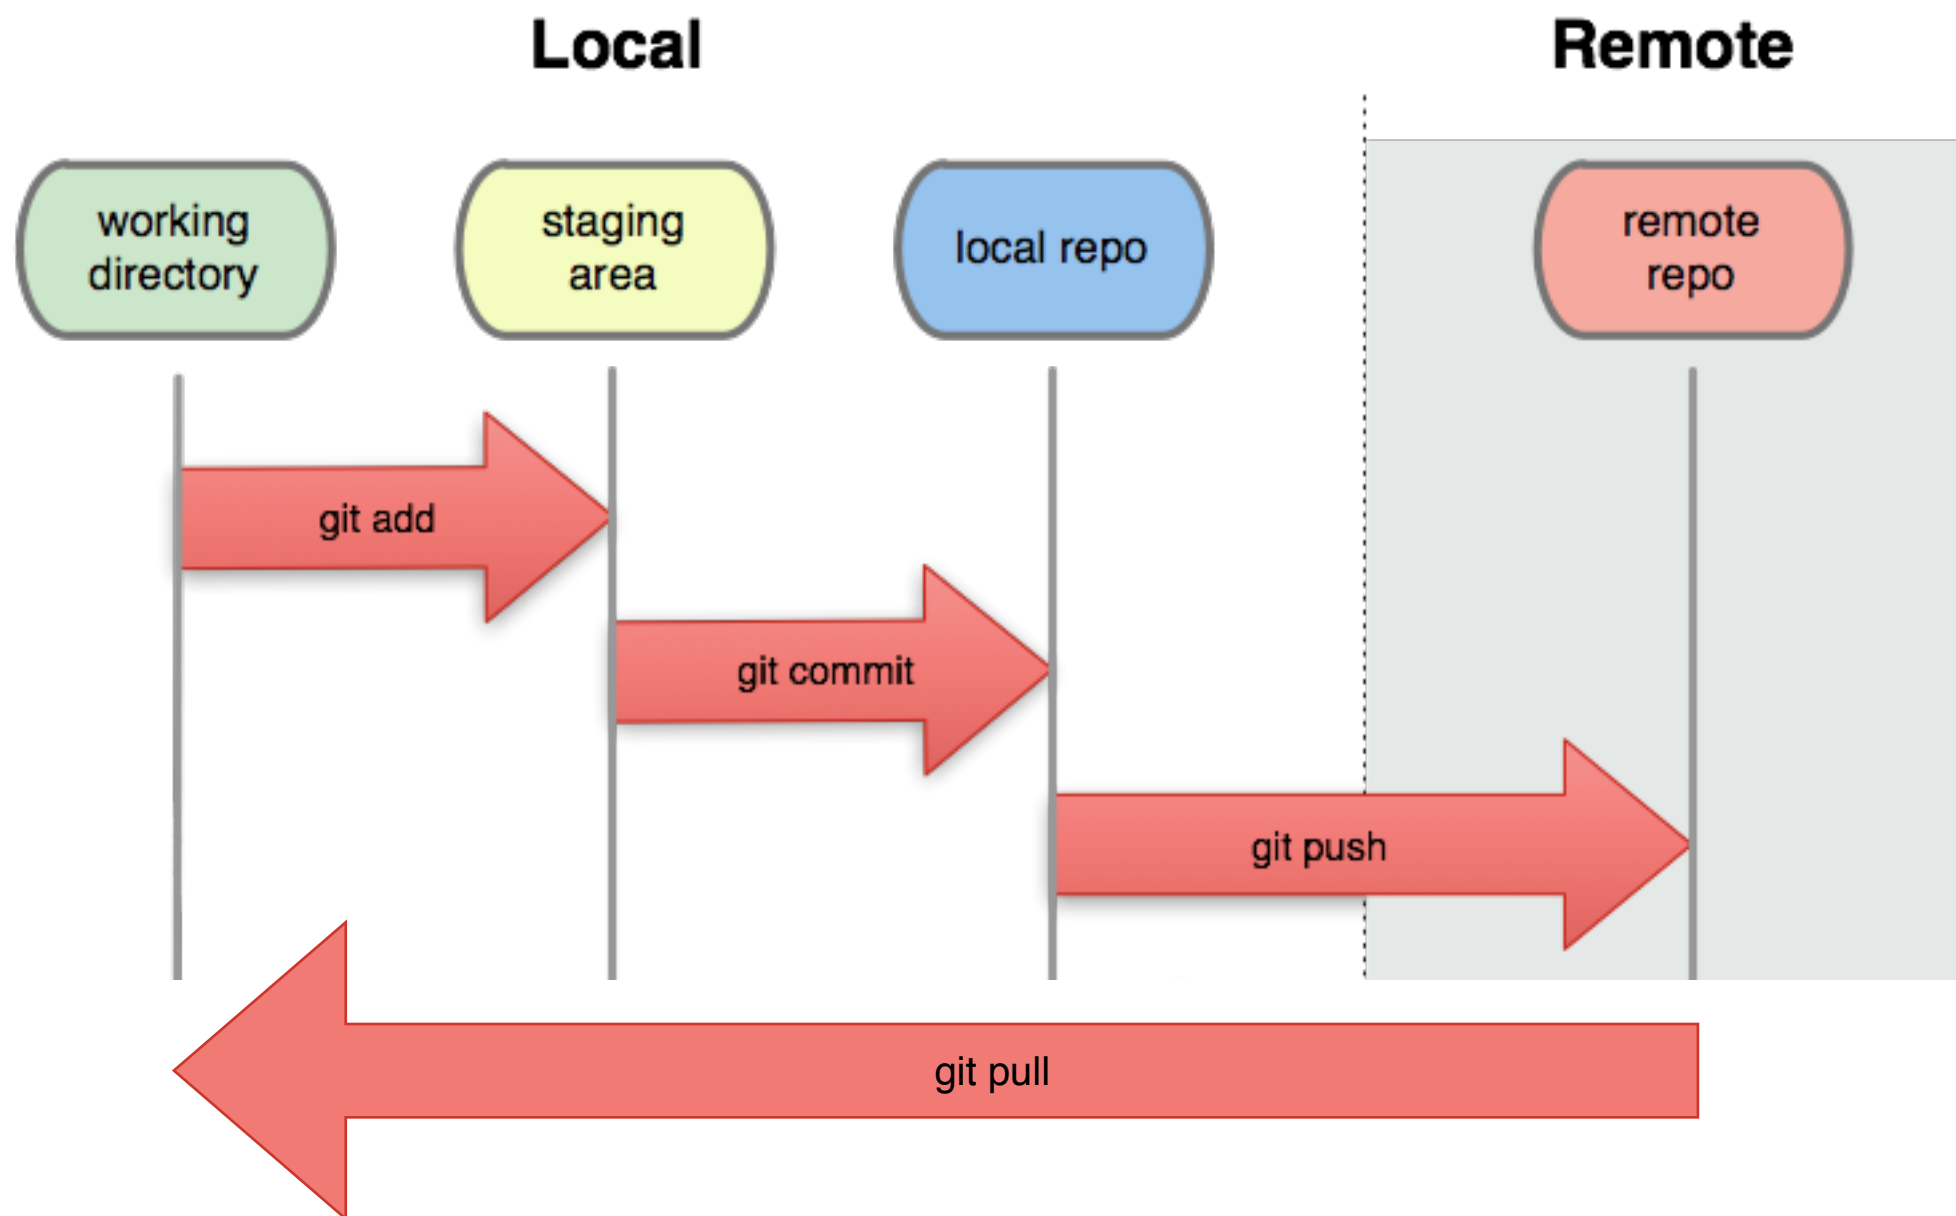 Local
Remote
working
directory
staging
area
local repo
remote
repo
git add
git commit
git push
git pull